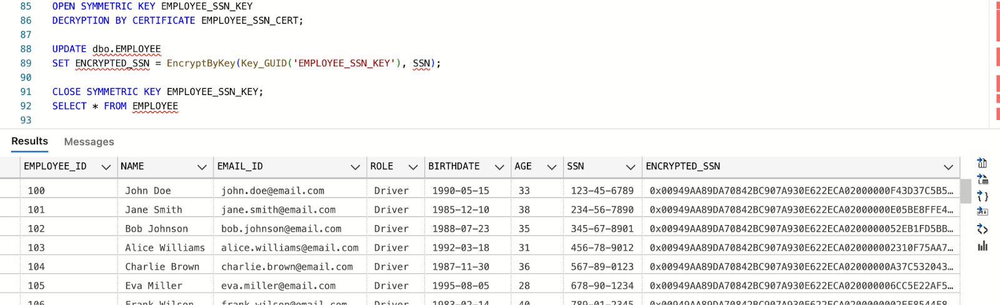 85 OPEN SYMMETRIC KEY EMPLOYEE_SSN_KEY
86 DECRYPTION BY CERTIFICATE EMPLOYEE_SSN_CERT;
87
88 UPDATE dbo.EMPLOYEE
89 SET ENCRYPTED_SSN = EncryptByKey(Key_GUID('EMPLOYEE_SSN_KEY'), SSN);
90
91 CLOSE SYMMETRIC KEY EMPLOYEE_SSN_KEY;
92 SELECT * FROM EMPLOYEE
93
Results Messages
EMPLOYEE_ID NAME EMAIL_ID ROLE BIRTHDATE AGE SSN ENCRYPTED_SSN
100 John Doe john.doe@email.com Driver 1990-05-15 33 123-45-6789 0x00949AA89DA70842BC907A930E622ECA02000000F43D37C5B5…
101 Jane Smith jane.smith@email.com Driver 1985-12-10 38 234-56-7890 0x00949AA89DA70842BC907A930E622ECA02000000E05BE8FFE4…
102 Bob Johnson bob.johnson@email.com Driver 1988-07-23 35 345-67-8901 0x00949AA89DA70842BC907A930E622ECA0200000052EB1FD5BB…
103 Alice Williams alice.williams@email.com Driver 1992-03-18 31 456-78-9012 0x00949AA89DA70842BC907A930E622ECA020000002310F75AA7…
104 Charlie Brown charlie.brown@email.com Driver 1987-11-30 36 567-89-0123 0x00949AA89DA70842BC907A930E622ECA02000000A37C532043…
105 Eva Miller eva.miller@email.com Driver 1995-08-05 28 678-90-1234 0x00949AA89DA70842BC907A930E622ECA020000006CC5E22AF5…
106 Frank Wilson frank.wilson@email.com Driver 1983-02-14 40 789-01-2345